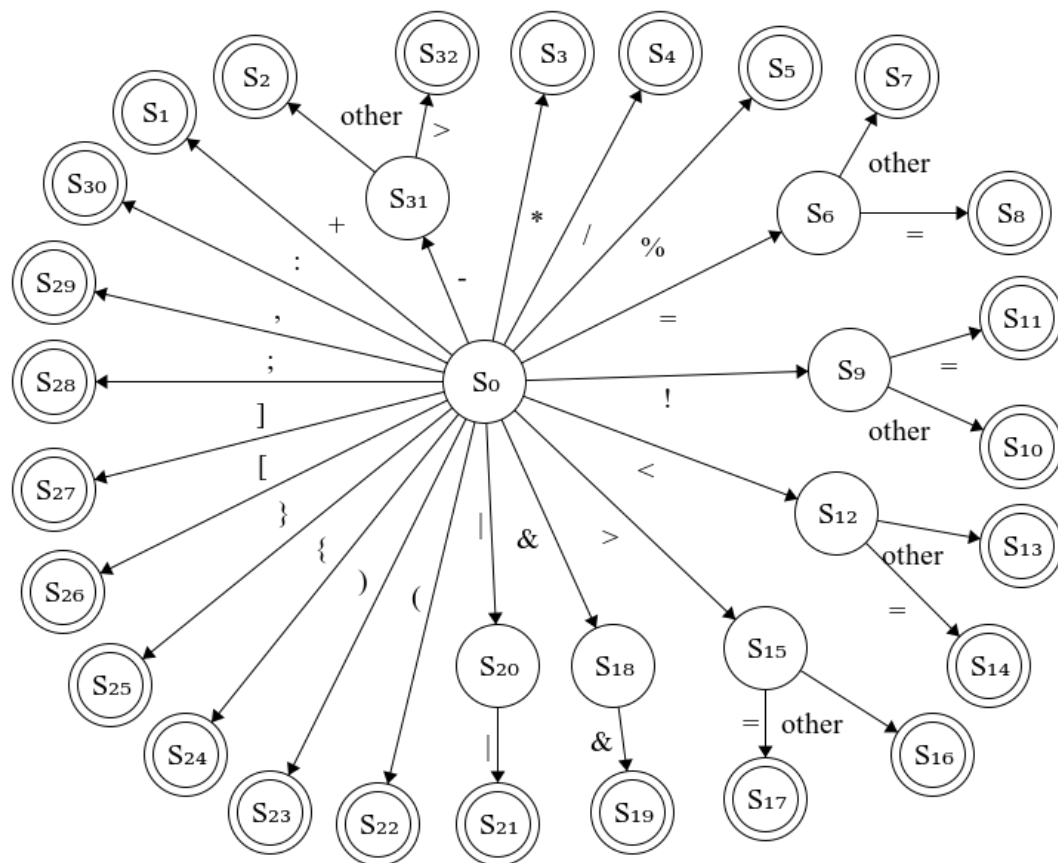 S₃₂
S₃
S₄
S₂
S₅
S₇
S₁
other
>
other
S₃₀
S₃₁
S₆
S₈
+
*
/
%
=
:
-
S₂₉
,
=
S₁₁
;
S₀
S₉
=
S₂₈
!
]
other
S₁₀
[
<
S₂₇
}
S₁₂
|
&
>
{
S₁₃
other
)
(
S₂₆
=
S₁₅
S₂₀
S₁₈
S₁₄
S₂₅
=
other
|
&
S₂₄
S₁₆
S₁₇
S₂₃
S₂₂
S₂₁
S₁₉